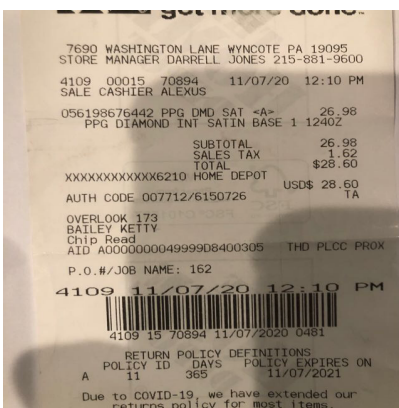 get more done.™
7690 WASHINGTON LANE WYNCOTE PA 19095
STORE MANAGER DARRELL JONES 215-881-9600
4109 00015 70894 11/07/20 12:10 PM
SALE CASHIER ALEXUS
056198676442 PPG DMD SAT <A> 26.98
PPG DIAMOND INT SATIN BASE 1 124OZ
SUBTOTAL 26.98
SALES TAX 1.62
TOTAL $28.60
XXXXXXXXXXXX6210 HOME DEPOT
USD$ 28.60
AUTH CODE 007712/6150726 TA
OVERLOOK 173
BAILEY KETTY
Chip Read
AID A0000000049999D8400305 THD PLCC PROX
P.O.#/JOB NAME: 162
4109 11/07/20 12:10 PM
4109 15 70894 11/07/2020 0481
RETURN POLICY DEFINITIONS
POLICY ID DAYS POLICY EXPIRES ON
A 11 365 11/07/2021
Due to COVID-19, we have extended our
returns policy for most items.